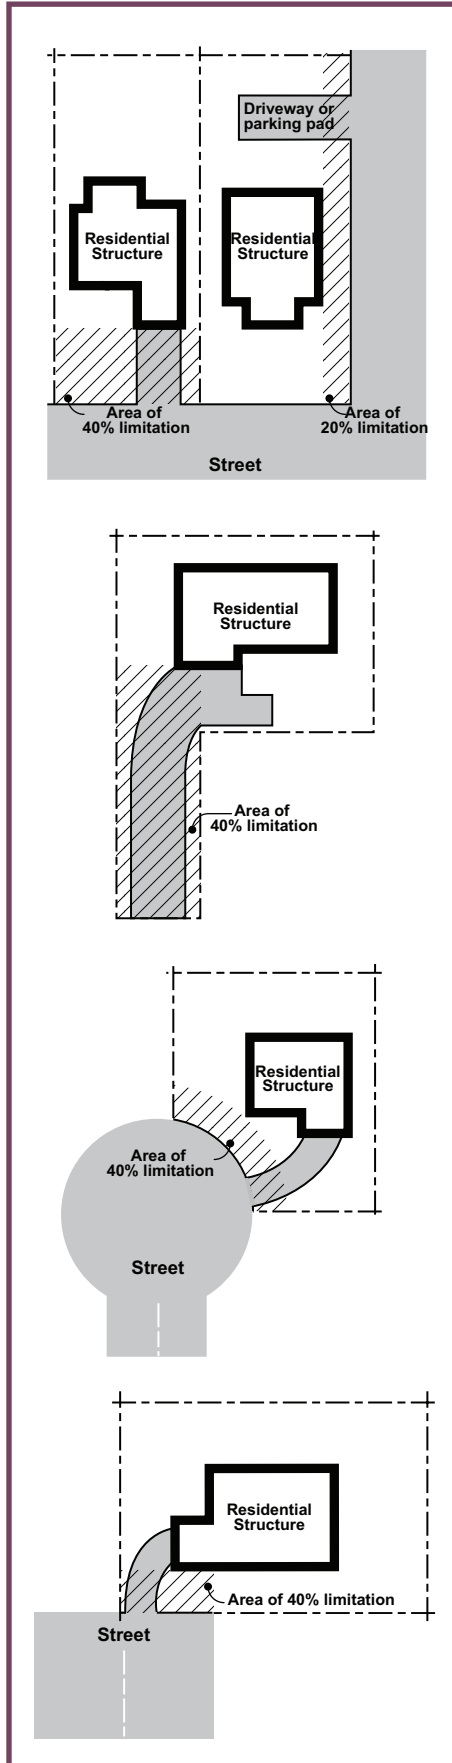 Driveway or
parking pad
Residential
Structure
Residential
Structure
Area of
40% limitation
Area of
20% limitation
Street
Residential
Structure
Area of
40% limitation
Residential
Structure
Area of
40% limitation
Street
Residential
Structure
Area of 40% limitation
Street